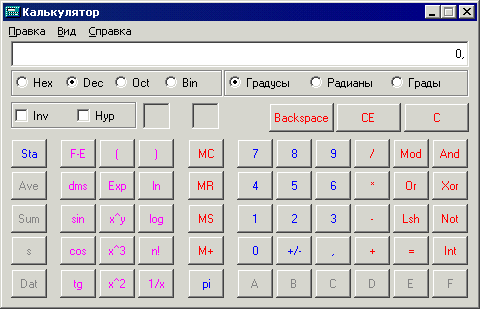 Калькулятор
Правка Вид Справка
0,
Hex Dec Oct Bin Градусы Радианы Грады
Inv Hyp Backspace CE C
Sta F-E ( ) MC 7 8 9 / Mod And
Ave dms Exp ln MR 4 5 6 * Or Xor
Sum sin x^y log MS 1 2 3 - Lsh Not
s cos x^3 n! M+ 0 +/- , + = Int
Dat tg x^2 1/x pi A B C D E F